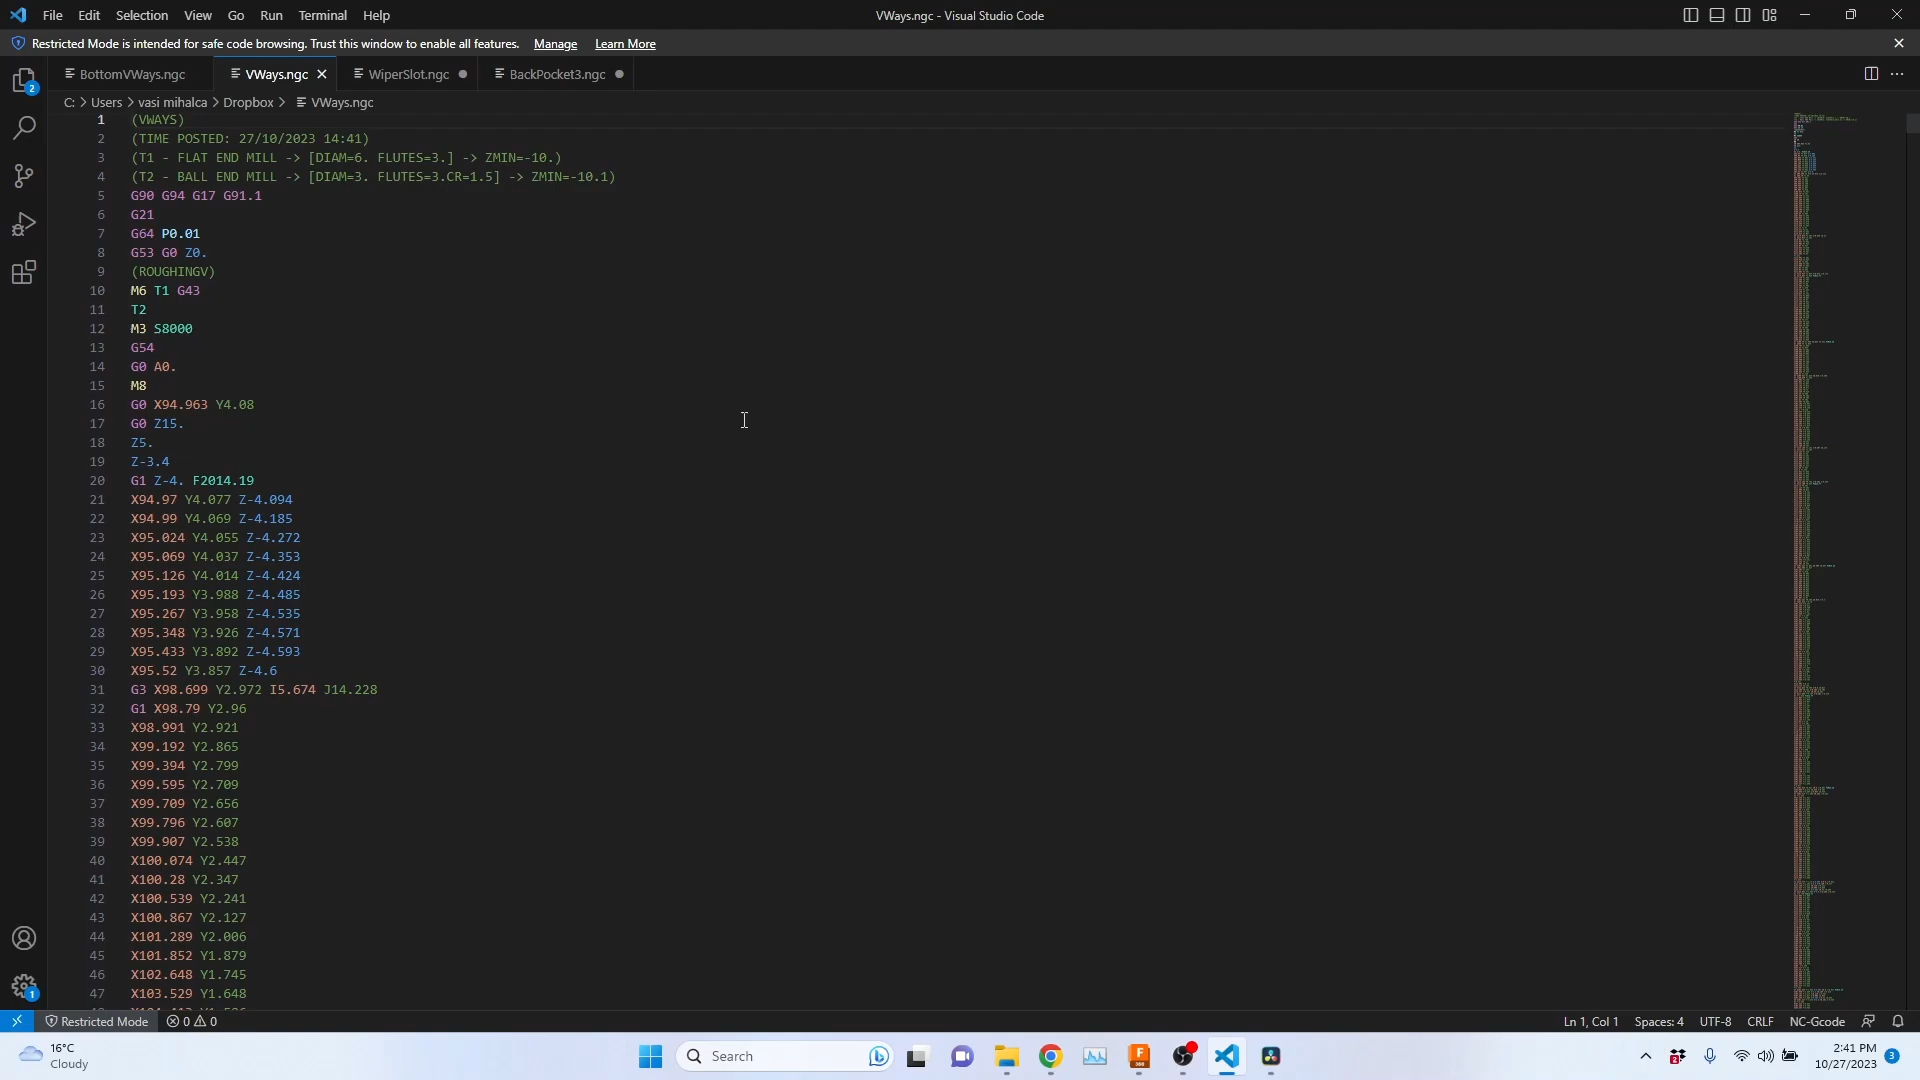 File Edit Selection View Go Run Terminal Help
VWays.ngc - Visual Studio Code
Restricted Mode is intended for safe code browsing. Trust this window to enable all features. Manage Learn More
BottomVWays.ngc VWays.ngc WiperSlot.ngc BackPocket3.ngc
C: > Users > vasi mihalca > Dropbox > VWays.ngc
1 (VWAYS)
2 (TIME POSTED: 27/10/2023 14:41)
3 (T1 - FLAT END MILL -> [DIAM=6. FLUTES=3.] -> ZMIN=-10.)
4 (T2 - BALL END MILL -> [DIAM=3. FLUTES=3.CR=1.5] -> ZMIN=-10.1)
5 G90 G94 G17 G91.1
6 G21
7 G64 P0.01
8 G53 G0 Z0.
9 (ROUGHINGV)
10 M6 T1 G43
11 T2
12 M3 S8000
13 G54
14 G0 A0.
15 M8
16 G0 X94.963 Y4.08
17 G0 Z15.
18 Z5.
19 Z-3.4
20 G1 Z-4. F2014.19
21 X94.97 Y4.077 Z-4.094
22 X94.99 Y4.069 Z-4.185
23 X95.024 Y4.055 Z-4.272
24 X95.069 Y4.037 Z-4.353
25 X95.126 Y4.014 Z-4.424
26 X95.193 Y3.988 Z-4.485
27 X95.267 Y3.958 Z-4.535
28 X95.348 Y3.926 Z-4.571
29 X95.433 Y3.892 Z-4.593
30 X95.52 Y3.857 Z-4.6
31 G3 X98.699 Y2.972 I5.674 J14.228
32 G1 X98.79 Y2.96
33 X98.991 Y2.921
34 X99.192 Y2.865
35 X99.394 Y2.799
36 X99.595 Y2.709
37 X99.709 Y2.656
38 X99.796 Y2.607
39 X99.907 Y2.538
40 X100.074 Y2.447
41 X100.28 Y2.347
42 X100.539 Y2.241
43 X100.867 Y2.127
44 X101.289 Y2.006
45 X101.852 Y1.879
46 X102.648 Y1.745
47 X103.529 Y1.648
2
1
Restricted Mode 0 0
Ln 1, Col 1 Spaces: 4 UTF-8 CRLF NC-Gcode
16°C
Cloudy
Search
2:41 PM
10/27/2023
3